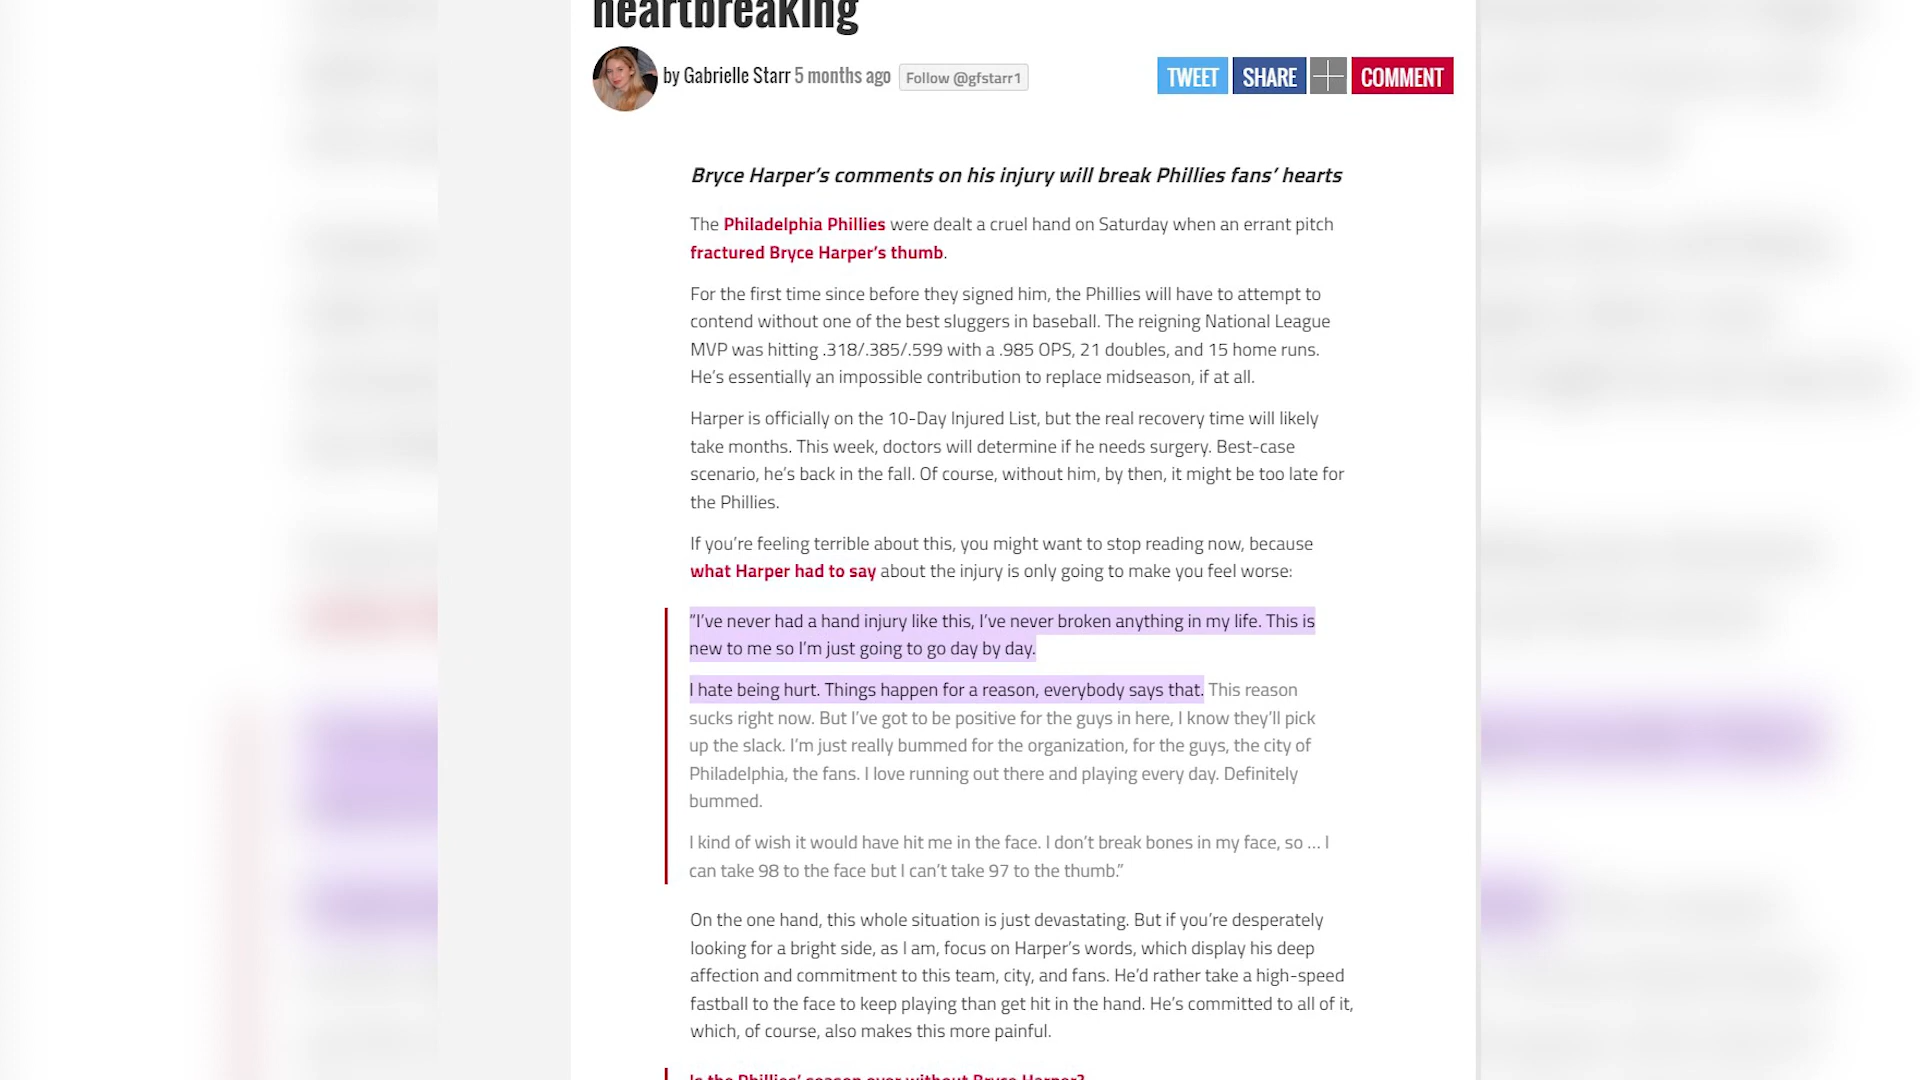 heartbreaking
by Gabrielle Starr 5 months ago Follow @gfstarr1 TWEET SHARE COMMENT
Bryce Harper’s comments on his injury will break Phillies fans’ hearts
The Philadelphia Phillies were dealt a cruel hand on Saturday when an errant pitch
fractured Bryce Harper’s thumb.
For the first time since before they signed him, the Phillies will have to attempt to
contend without one of the best sluggers in baseball. The reigning National League
MVP was hitting .318/.385/.599 with a .985 OPS, 21 doubles, and 15 home runs.
He’s essentially an impossible contribution to replace midseason, if at all.
Harper is officially on the 10-Day Injured List, but the real recovery time will likely
take months. This week, doctors will determine if he needs surgery. Best-case
scenario, he’s back in the fall. Of course, without him, by then, it might be too late for
the Phillies.
If you’re feeling terrible about this, you might want to stop reading now, because
what Harper had to say about the injury is only going to make you feel worse:
“I’ve never had a hand injury like this, I’ve never broken anything in my life. This is
new to me so I’m just going to go day by day.
I hate being hurt. Things happen for a reason, everybody says that. This reason
sucks right now. But I’ve got to be positive for the guys in here, I know they’ll pick
up the slack. I’m just really bummed for the organization, for the guys, the city of
Philadelphia, the fans. I love running out there and playing every day. Definitely
bummed.
I kind of wish it would have hit me in the face. I don’t break bones in my face, so … I
can take 98 to the face but I can’t take 97 to the thumb.”
On the one hand, this whole situation is just devastating. But if you’re desperately
looking for a bright side, as I am, focus on Harper’s words, which display his deep
affection and commitment to this team, city, and fans. He’d rather take a high-speed
fastball to the face to keep playing than get hit in the hand. He’s committed to all of it,
which, of course, also makes this more painful.
Is the Phillies’ season over without Bryce Harper?